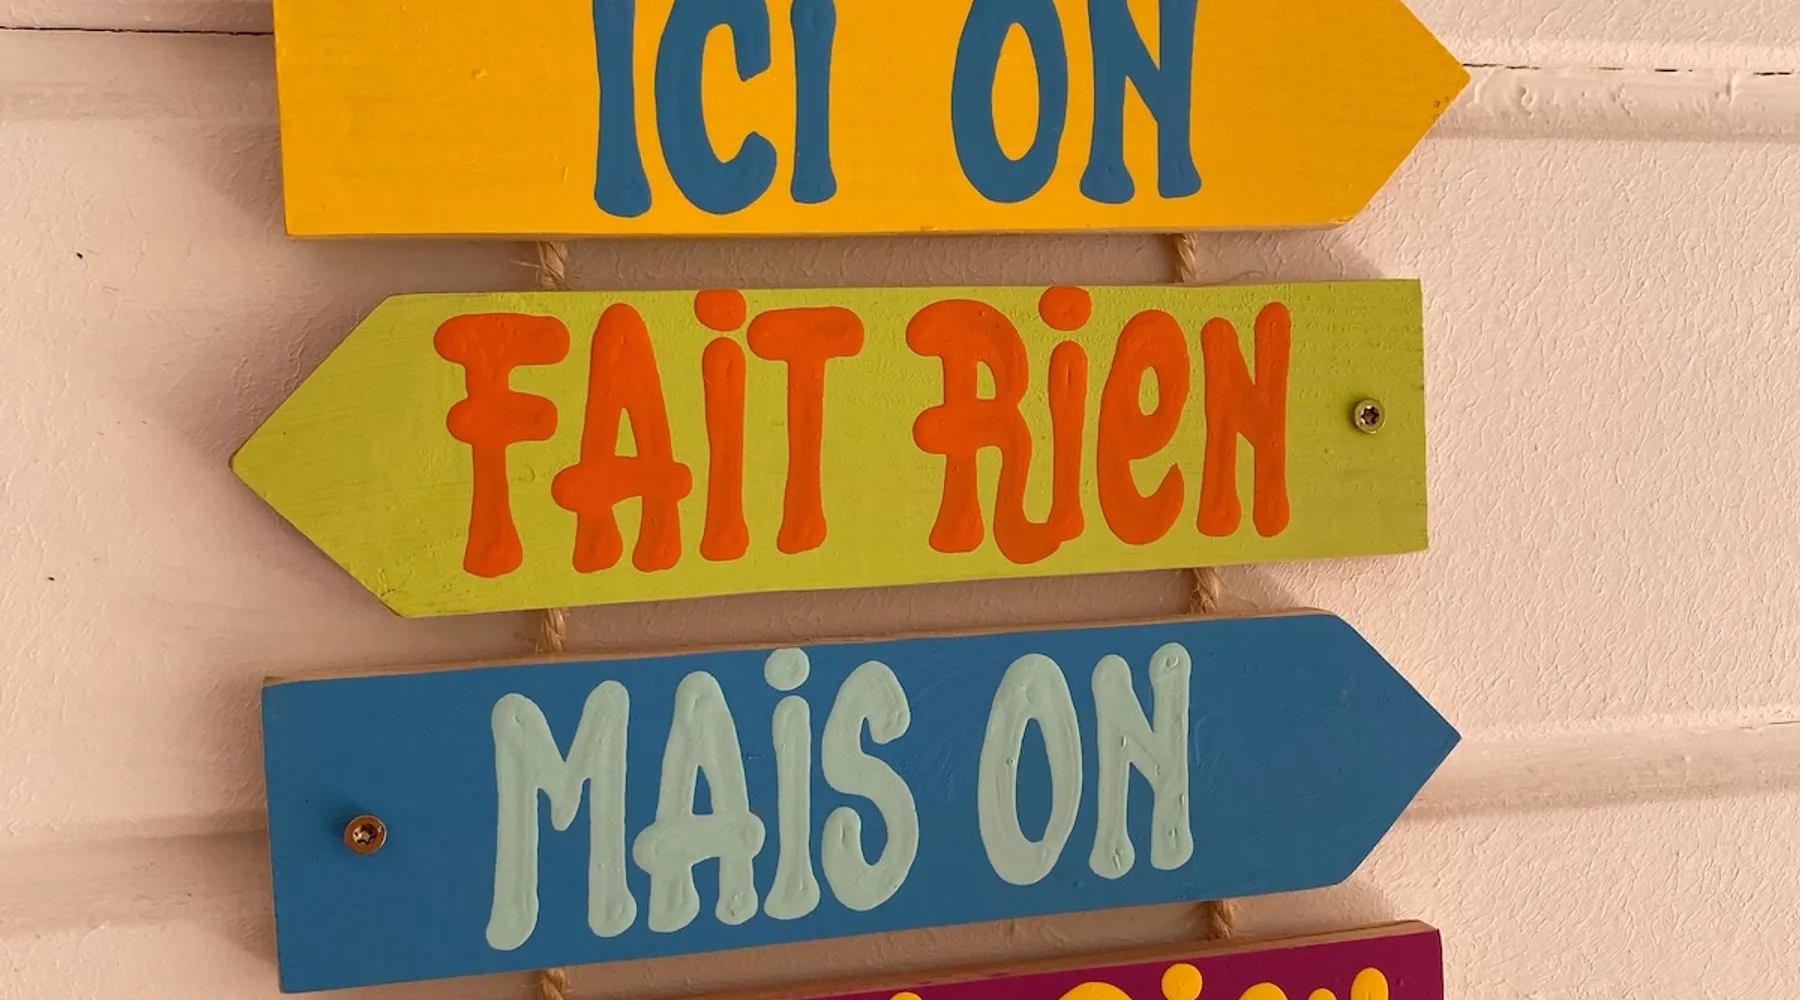 ICI ON
FAiT RiEN
MAiS ON